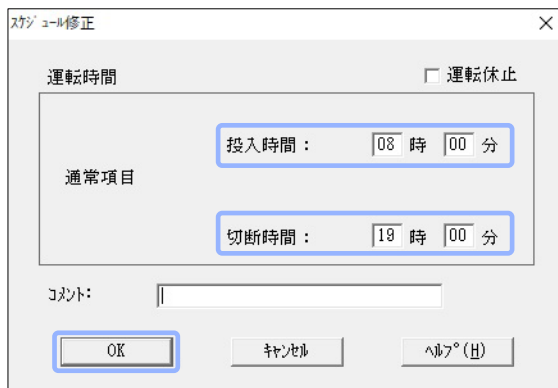 ｽｹｼﾞｭｰﾙ修正
運転時間 運転休止
投入時間： 08 時 00 分
通常項目
切断時間： 19 時 00 分
ｺﾒﾝﾄ:
OK ｷｬﾝｾﾙ ﾍﾙﾌﾟ(H)